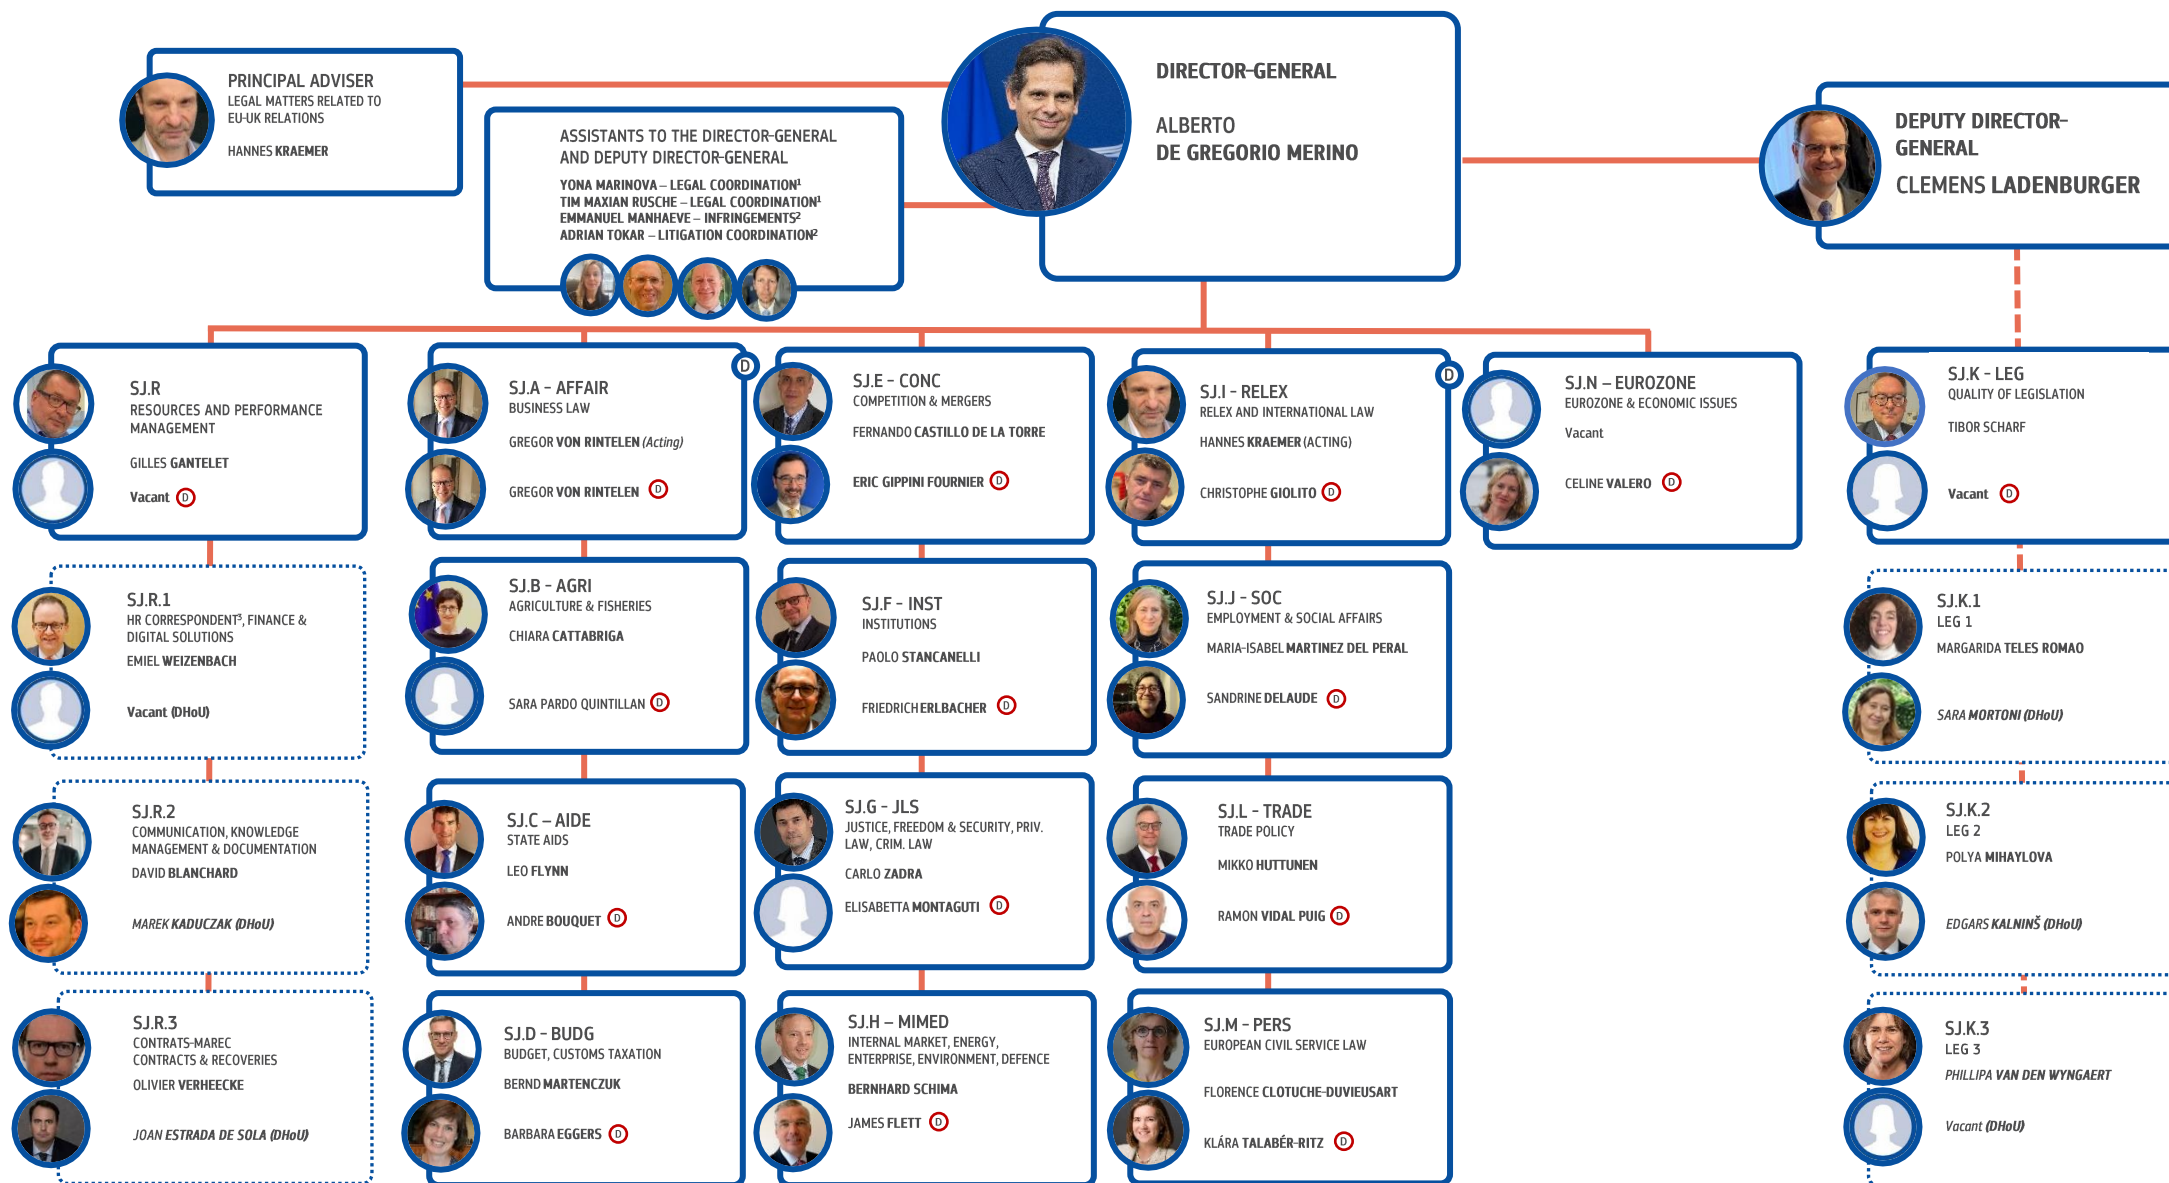 PRINCIPAL ADVISER
LEGAL MATTERS RELATED TO
EU-UK RELATIONS
HANNES KRAEMER
ASSISTANTS TO THE DIRECTOR-GENERAL
AND DEPUTY DIRECTOR-GENERAL
YONA MARINOVA – LEGAL COORDINATION¹
TIM MAXIAN RUSCHE – LEGAL COORDINATION¹
EMMANUEL MANHAEVE – INFRINGEMENTS²
ADRIAN TOKAR – LITIGATION COORDINATION²
DIRECTOR-GENERAL
ALBERTO
DE GREGORIO MERINO
DEPUTY DIRECTOR-
GENERAL
CLEMENS LADENBURGER
SJ.R
RESOURCES AND PERFORMANCE
MANAGEMENT
GILLES GANTELET
Vacant D
SJ.R.1
HR CORRESPONDENT³, FINANCE &
DIGITAL SOLUTIONS
EMIEL WEIZENBACH
Vacant (DHoU)
SJ.R.2
COMMUNICATION, KNOWLEDGE
MANAGEMENT & DOCUMENTATION
DAVID BLANCHARD
MAREK KADUCZAK (DHoU)
SJ.R.3
CONTRATS-MAREC
CONTRACTS & RECOVERIES
OLIVIER VERHEECKE
JOAN ESTRADA DE SOLA (DHoU)
D
SJ.A - AFFAIR
BUSINESS LAW
GREGOR VON RINTELEN (Acting)
GREGOR VON RINTELEN D
SJ.B - AGRI
AGRICULTURE & FISHERIES
CHIARA CATTABRIGA
SARA PARDO QUINTILLAN D
SJ.C – AIDE
STATE AIDS
LEO FLYNN
ANDRE BOUQUET D
SJ.D - BUDG
BUDGET, CUSTOMS TAXATION
BERND MARTENCZUK
BARBARA EGGERS D
SJ.E - CONC
COMPETITION & MERGERS
FERNANDO CASTILLO DE LA TORRE
ERIC GIPPINI FOURNIER D
SJ.F - INST
INSTITUTIONS
PAOLO STANCANELLI
FRIEDRICH ERLBACHER D
SJ.G - JLS
JUSTICE, FREEDOM & SECURITY, PRIV.
LAW, CRIM. LAW
CARLO ZADRA
ELISABETTA MONTAGUTI D
SJ.H – MIMED
INTERNAL MARKET, ENERGY,
ENTERPRISE, ENVIRONMENT, DEFENCE
BERNHARD SCHIMA
JAMES FLETT D
D
SJ.I - RELEX
RELEX AND INTERNATIONAL LAW
HANNES KRAEMER (ACTING)
CHRISTOPHE GIOLITO D
SJ.J - SOC
EMPLOYMENT & SOCIAL AFFAIRS
MARIA-ISABEL MARTINEZ DEL PERAL
SANDRINE DELAUDE D
SJ.L - TRADE
TRADE POLICY
MIKKO HUTTUNEN
RAMON VIDAL PUIG D
SJ.M - PERS
EUROPEAN CIVIL SERVICE LAW
FLORENCE CLOTUCHE-DUVIEUSART
KLÁRA TALABÉR-RITZ D
SJ.N – EUROZONE
EUROZONE & ECONOMIC ISSUES
Vacant
CELINE VALERO D
SJ.K - LEG
QUALITY OF LEGISLATION
TIBOR SCHARF
Vacant D
SJ.K.1
LEG 1
MARGARIDA TELES ROMAO
SARA MORTONI (DHoU)
SJ.K.2
LEG 2
POLYA MIHAYLOVA
EDGARS KALNINŠ (DHoU)
SJ.K.3
LEG 3
PHILLIPA VAN DEN WYNGAERT
Vacant (DHoU)